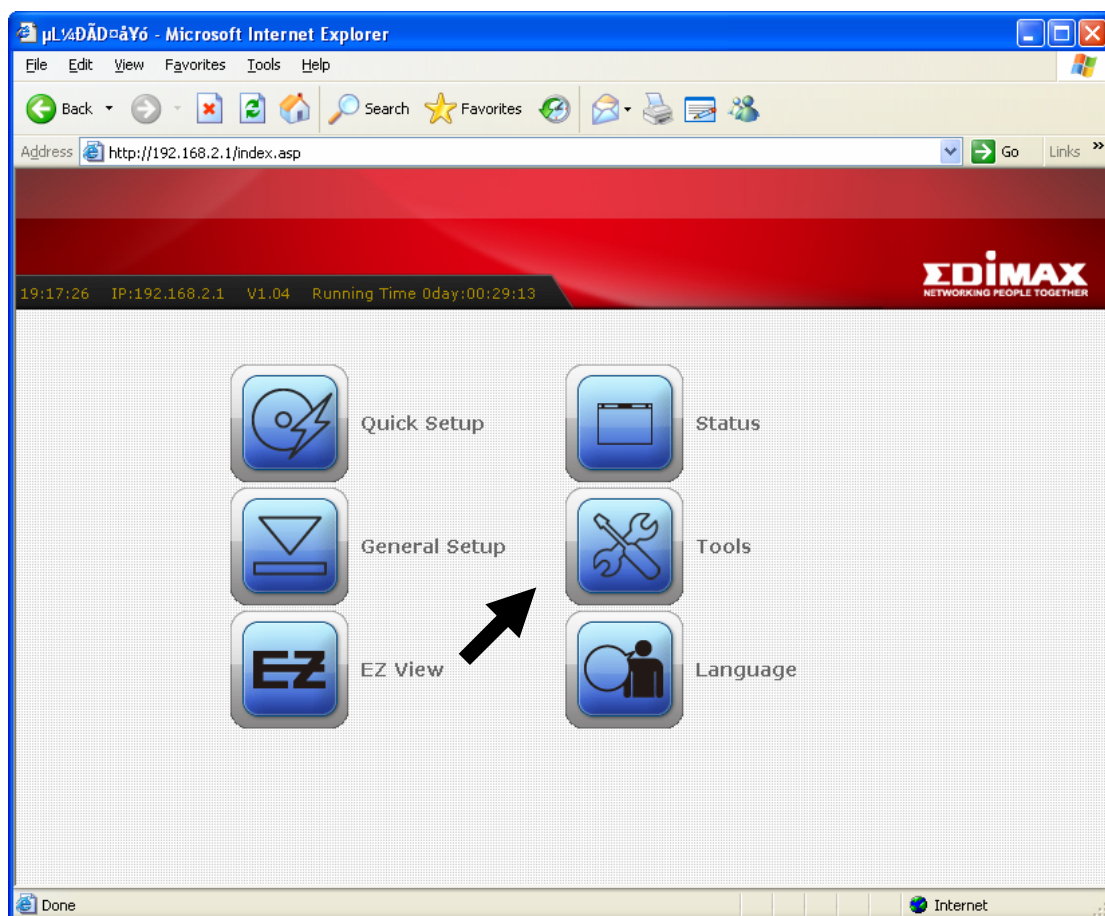 µL¼ÐÃD¤å¥ó - Microsoft Internet Explorer
File Edit View Favorites Tools Help
Back Search Favorites
Address http://192.168.2.1/index.asp Go Links »
EDIMAX
NETWORKING PEOPLE TOGETHER
19:17:26 IP:192.168.2.1 V1.04 Running Time 0day:00:29:13
Quick Setup Status
General Setup Tools
EZ
EZ View Language
Done Internet